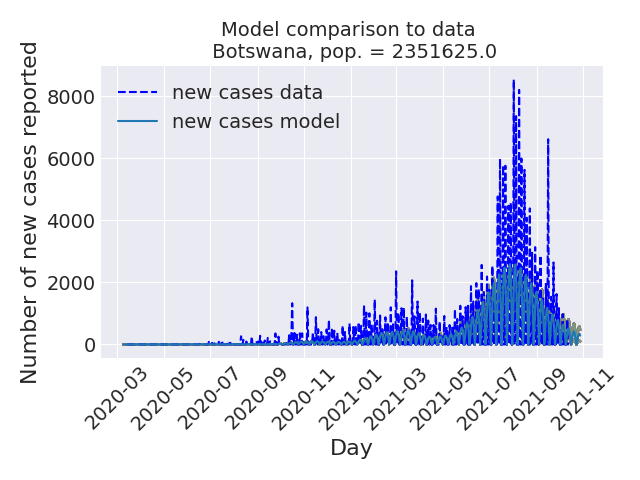 Model comparison to data
Botswana, pop. = 2351625.0
new cases data
new cases model
Number of new cases reported
8000
6000
4000
2000
0
2020-03
2020-05
2020-07
2020-09
2020-11
2021-01
2021-03
2021-05
2021-07
2021-09
2021-11
Day